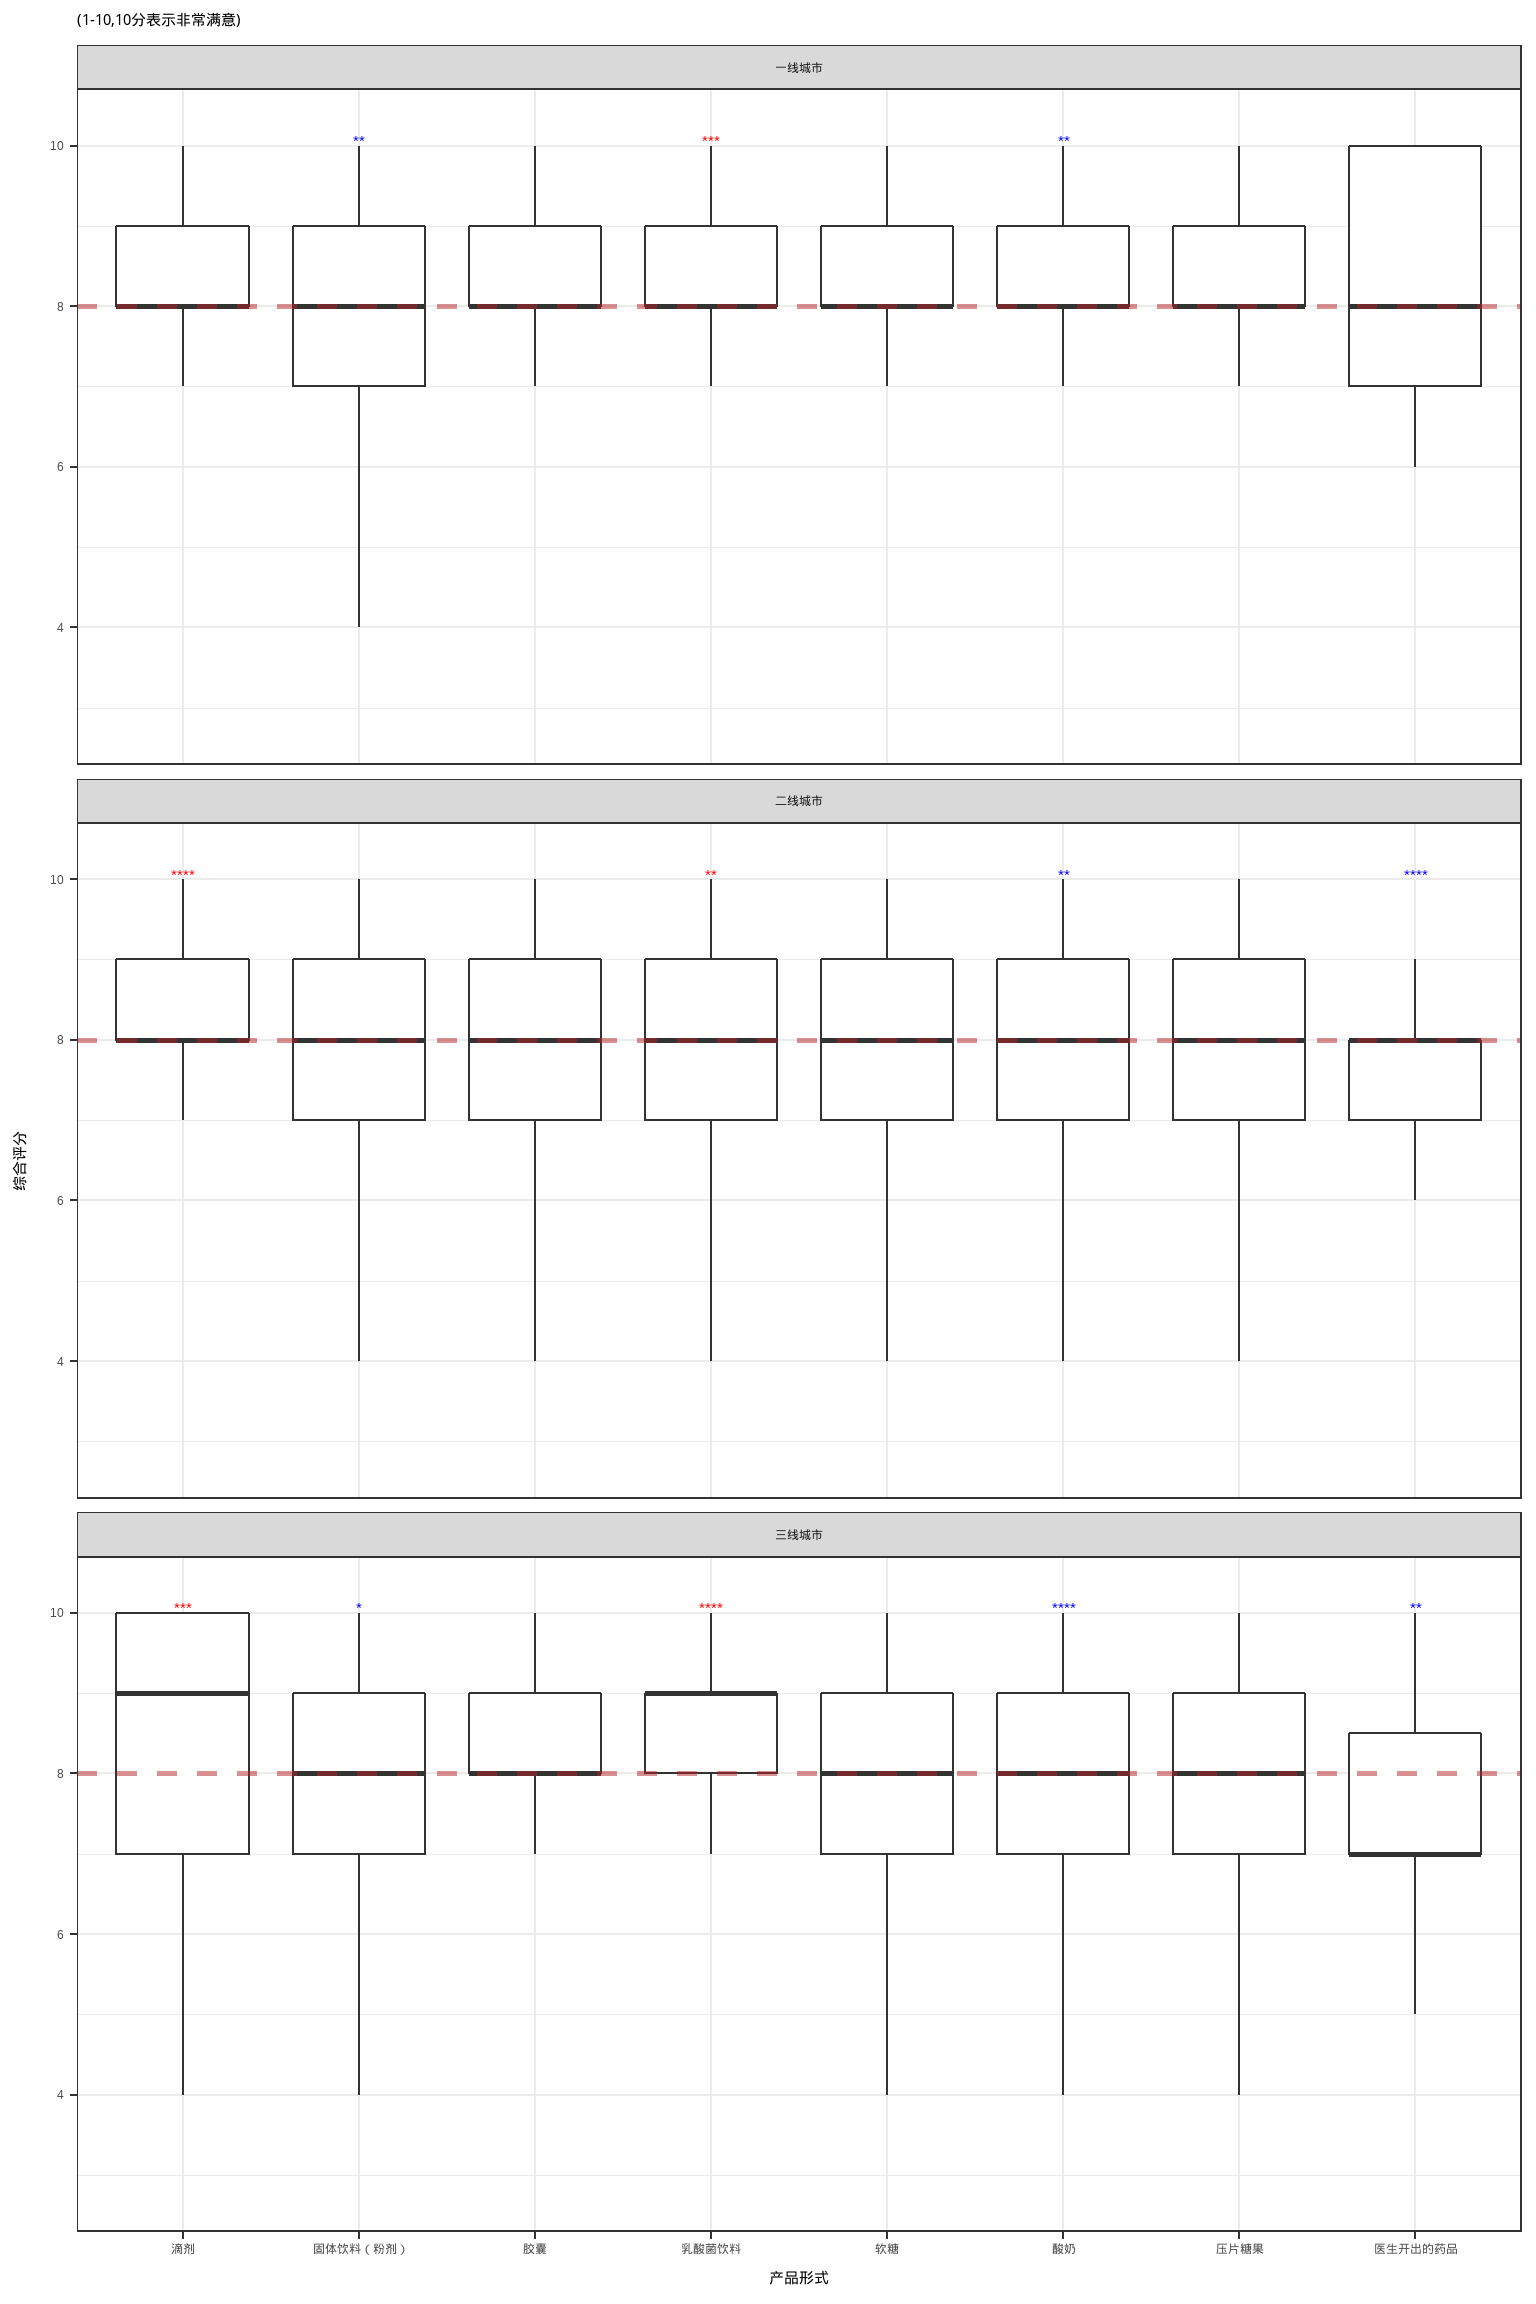 (1-10,10分表示非常满意)
一线城市
** *** **
10
8
6
4
二线城市
**** ** ** ****
10
8
6
4
综合评分
三线城市
*** * **** **** **
10
8
6
4
滴剂 固体饮料（粉剂） 胶囊 乳酸菌饮料 软糖 酸奶 压片糖果 医生开出的药品
产品形式